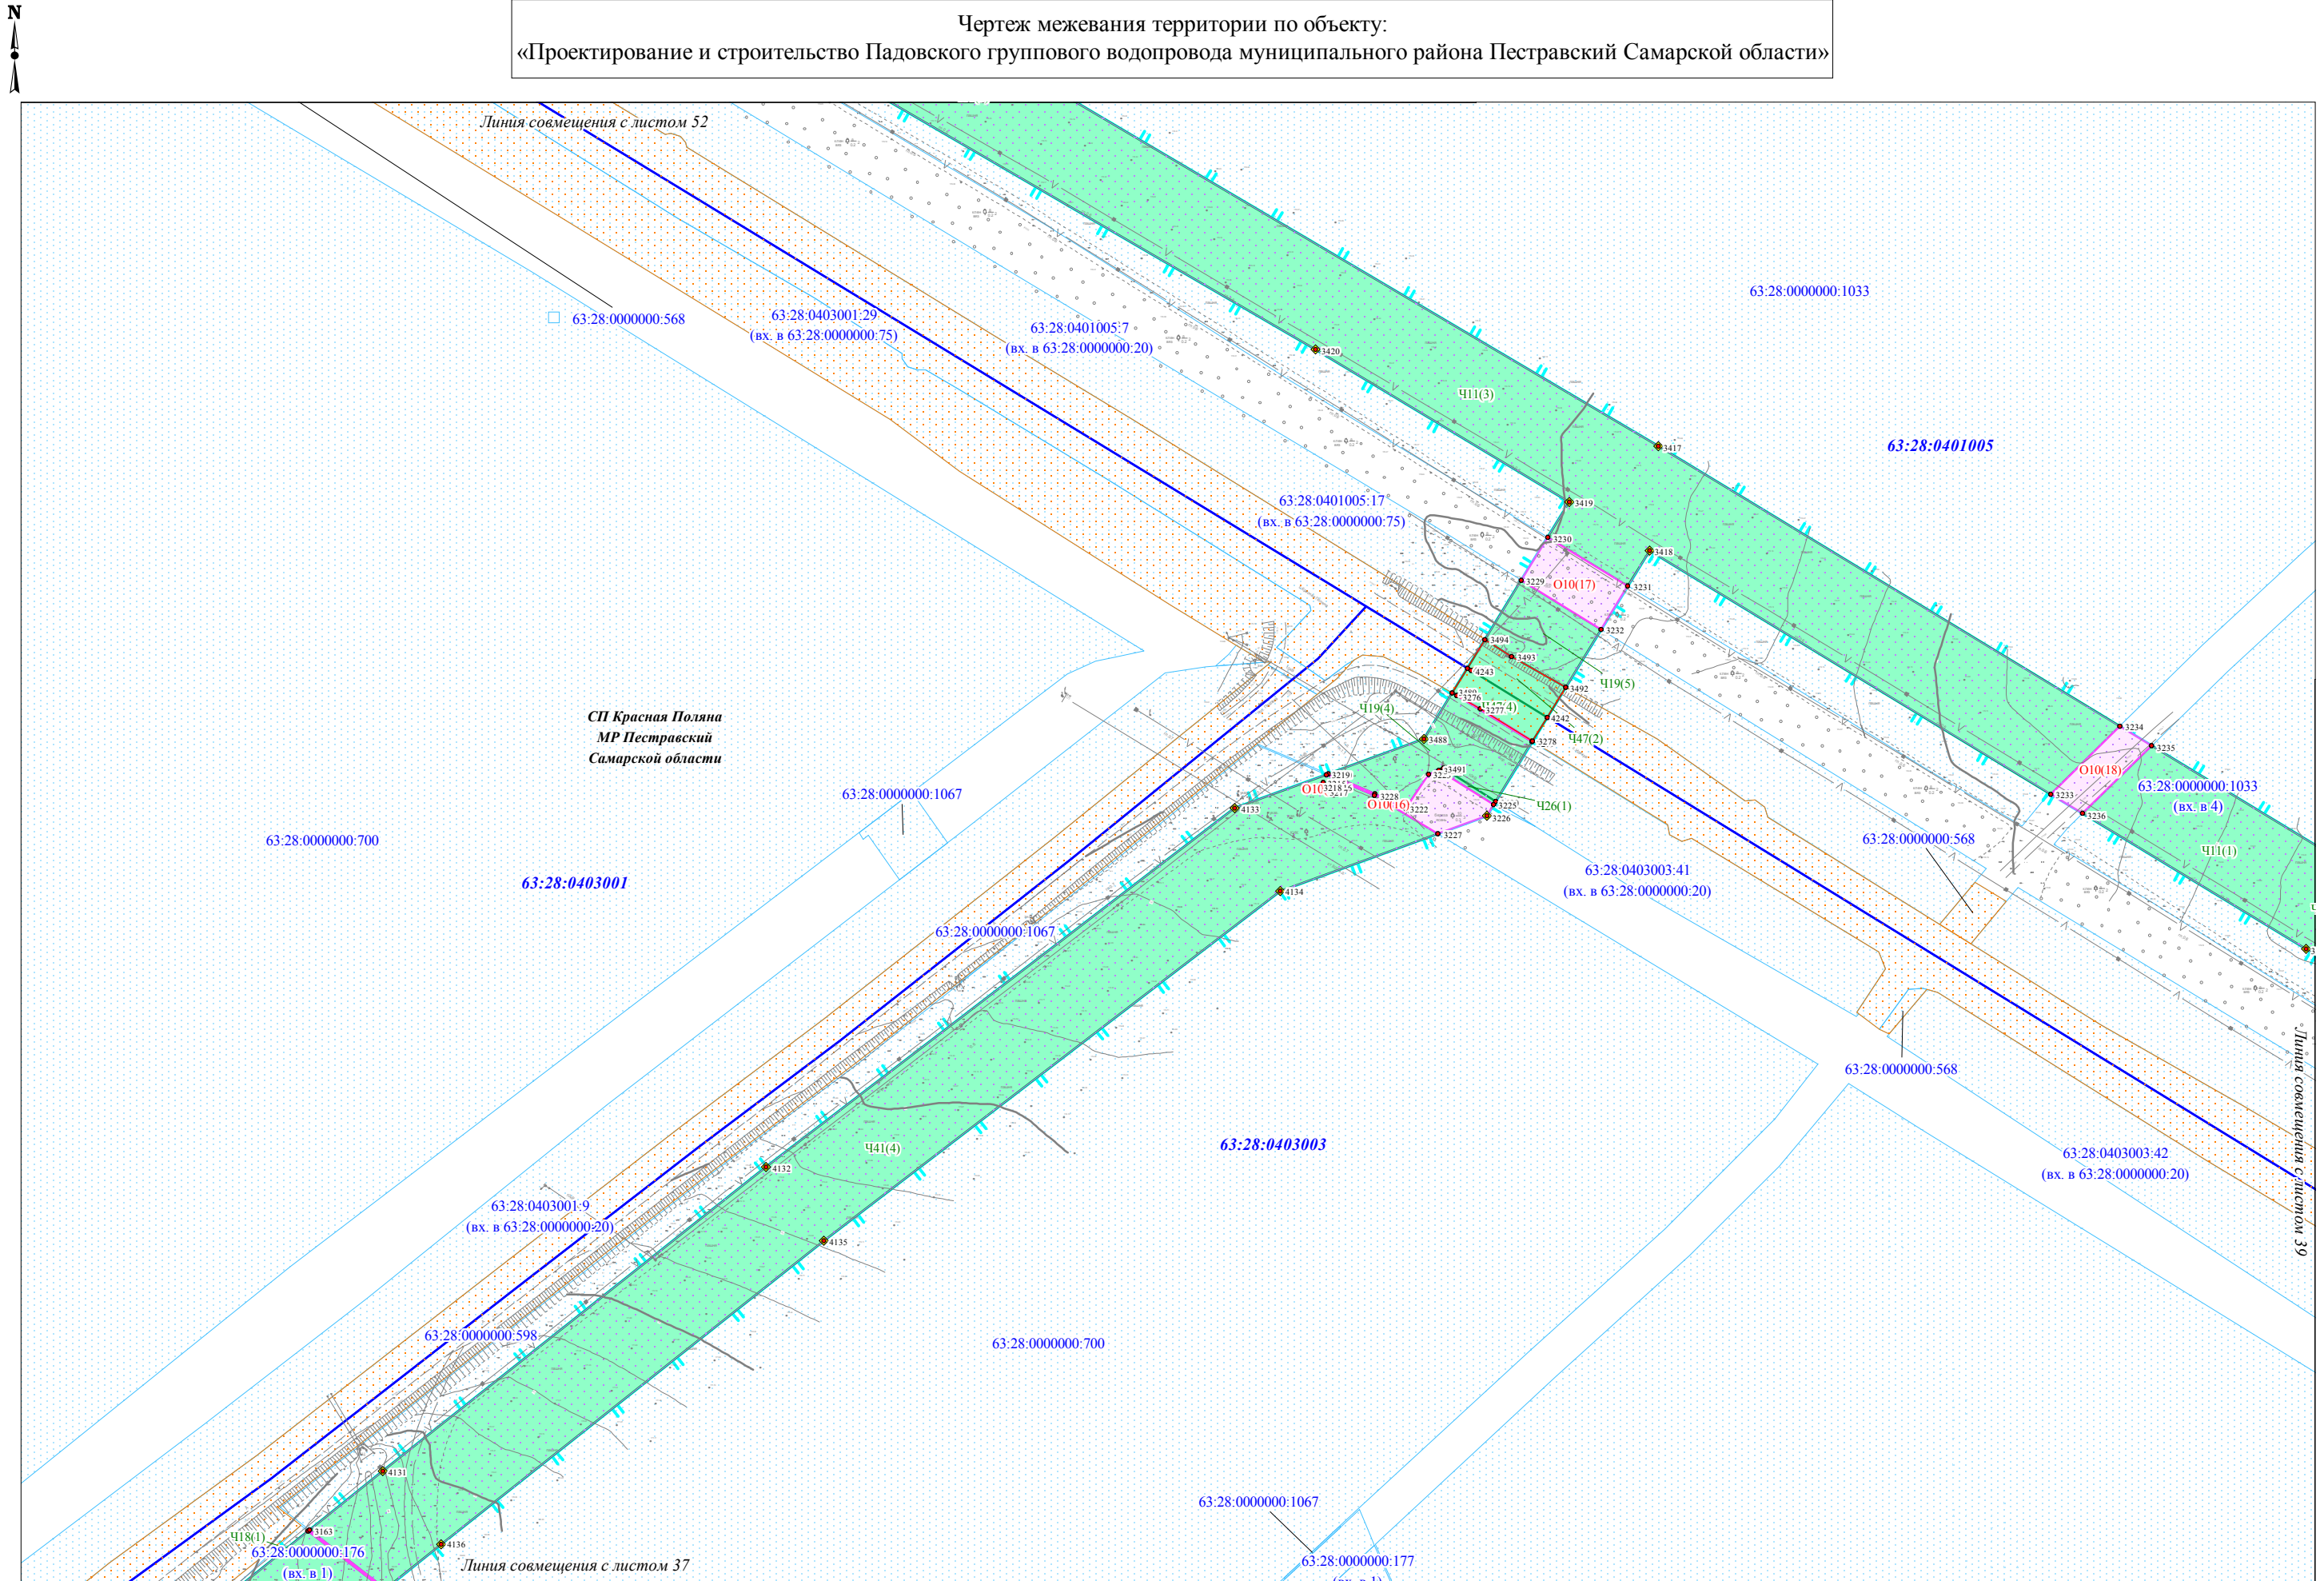 N
Чертеж межевания территории по объекту:
«Проектирование и строительство Падовского группового водопровода муниципального района Пестравский Самарской области»
Линия совмещения с листом 52
63:28:0000000:1033
63:28:0000000:568
63:28:0403001:29
(вх. в 63:28:0000000:75)
63:28:0401005:7
(вх. в 63:28:0000000:20)
3420
Ч11(3)
3417
63:28:0401005
63:28:0401005:17
(вх. в 63:28:0000000:75)
3419
3230
3418
3229
О10(17)
3231
3232
3494
3493
4243
3492
Ч19(5)
3276
3277
Ч19(4)
4242
Ч47(2)
3488
3278
3234
3235
О10(18)
63:28:0000000:1033
(вх. в 4)
3233
3236
СП Красная Поляна
МР Пестравский
Самарской области
3219
3218
3491
3228
О10(16)
3222
3225
Ч26(1)
3226
3227
4133
63:28:0000000:1067
63:28:0000000:568
Ч11(1)
63:28:0000000:700
63:28:0403001
63:28:0403003:41
(вх. в 63:28:0000000:20)
4134
63:28:0000000:1067
Линия совмещения с листом 39
63:28:0000000:568
Ч41(4)
63:28:0403003
63:28:0403003:42
(вх. в 63:28:0000000:20)
4132
63:28:0403001:9
(вх. в 63:28:0000000:20)
4135
63:28:0000000:598
63:28:0000000:700
4131
63:28:0000000:1067
3163
Ч18(1)
4136
63:28:0000000:176
(вх. в 1)
Линия совмещения с листом 37
63:28:0000000:177